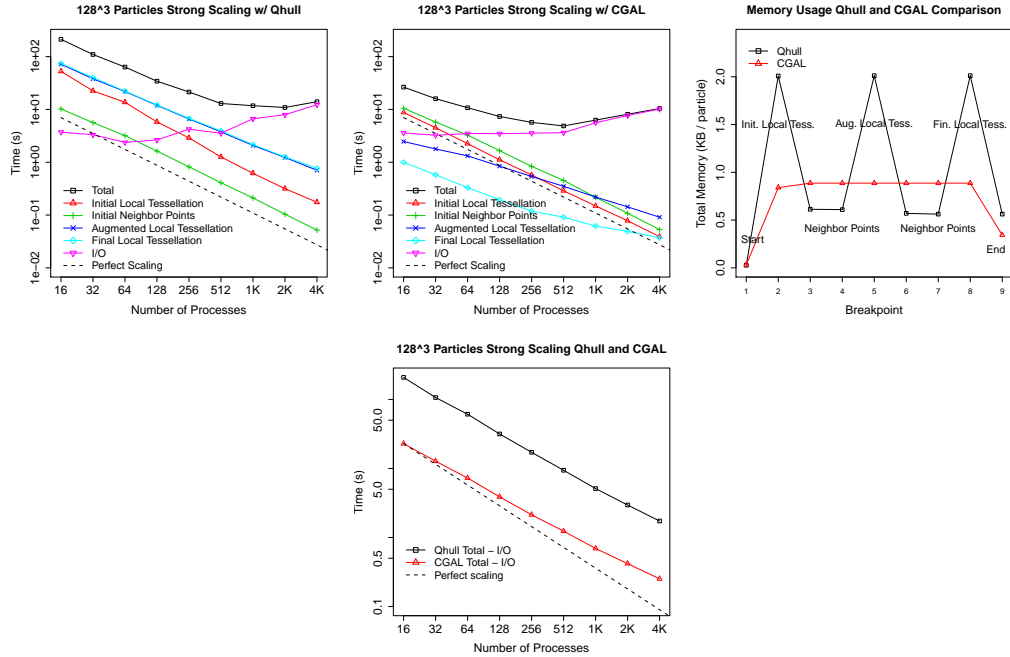 128^3 Particles Strong Scaling w/ Qhull
Time (s)
1e-02
1e-01
1e+00
1e+01
1e+02
Total
Initial Local Tessellation
Initial Neighbor Points
Augmented Local Tessellation
Final Local Tessellation
I/O
Perfect Scaling
16 32 64 128 256 512 1K 2K 4K
Number of Processes
128^3 Particles Strong Scaling w/ CGAL
Time (s)
1e-02
1e-01
1e+00
1e+01
1e+02
Total
Initial Local Tessellation
Initial Neighbor Points
Augmented Local Tessellation
Final Local Tessellation
I/O
Perfect Scaling
16 32 64 128 256 512 1K 2K 4K
Number of Processes
Memory Usage Qhull and CGAL Comparison
Total Memory (KB / particle)
0.0
0.5
1.0
1.5
2.0
Qhull
CGAL
Init. Local Tess. Aug. Local Tess. Fin. Local Tess.
Start Neighbor Points Neighbor Points End
1 2 3 4 5 6 7 8 9
Breakpoint
128^3 Particles Strong Scaling Qhull and CGAL
Time (s)
0.1
0.5
5.0
50.0
Qhull Total − I/O
CGAL Total − I/O
Perfect scaling
16 32 64 128 256 512 1K 2K 4K
Number of Processes